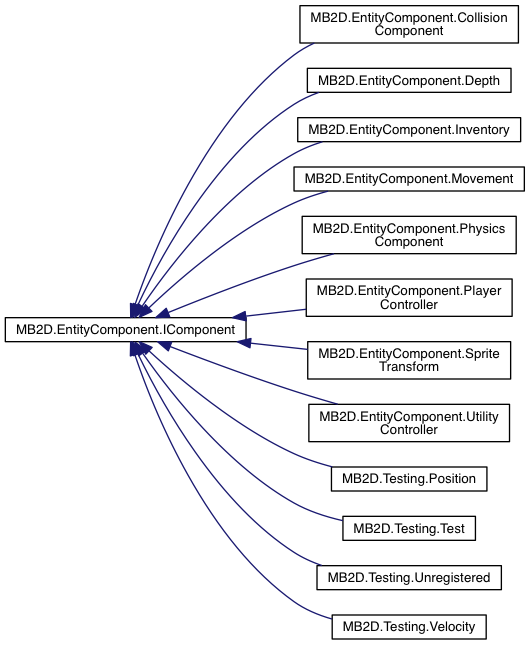 MB2D.EntityComponent.Collision
Component
MB2D.EntityComponent.Depth
MB2D.EntityComponent.Inventory
MB2D.EntityComponent.Movement
MB2D.EntityComponent.Physics
Component
MB2D.EntityComponent.Player
Controller
MB2D.EntityComponent.IComponent
MB2D.EntityComponent.Sprite
Transform
MB2D.EntityComponent.Utility
Controller
MB2D.Testing.Position
MB2D.Testing.Test
MB2D.Testing.Unregistered
MB2D.Testing.Velocity